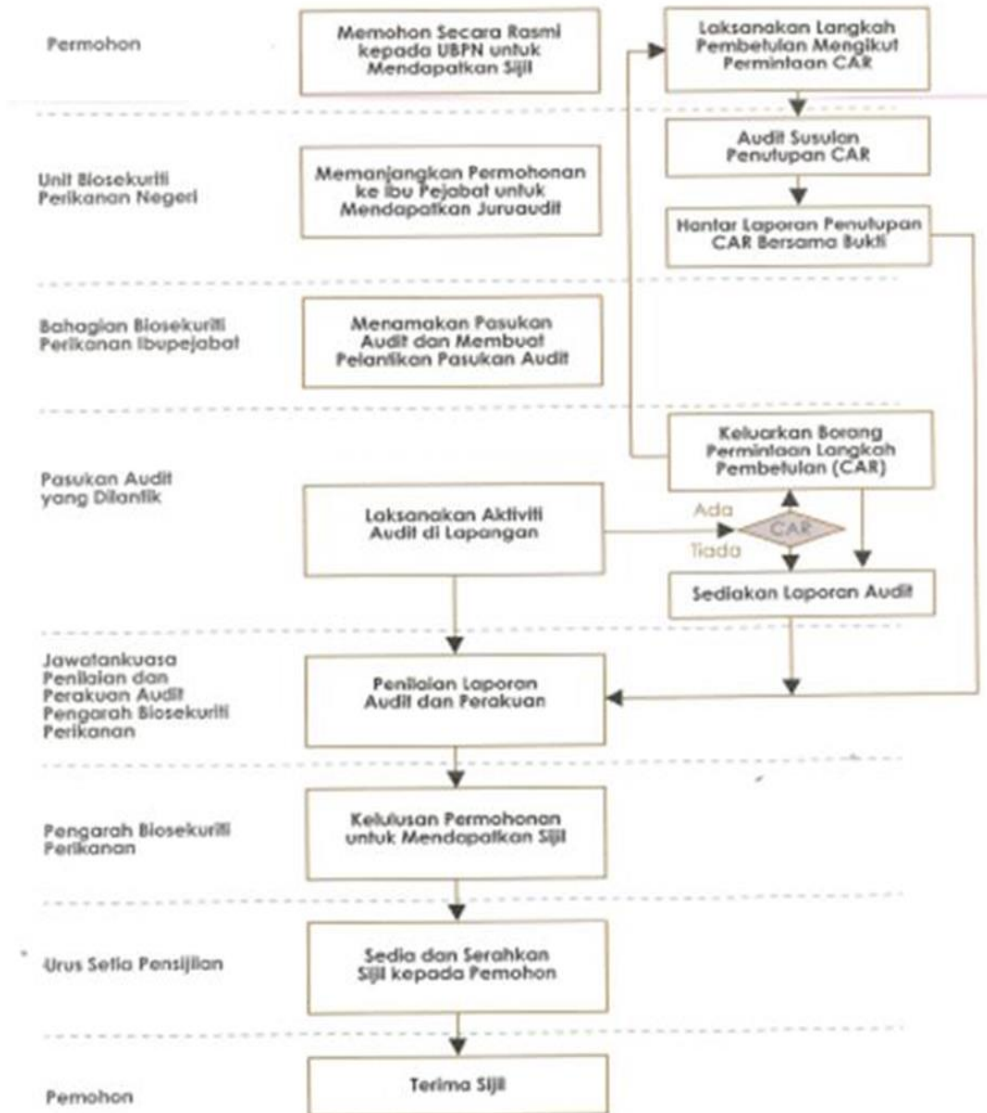 Permohon
Memohon Secara Rasmi
kepada UBPN untuk
Mendapatkan Sijil
Laksanakan Langkah
Pembetulan Mengikut
Permintaan CAR
Unit Biosekuriti
Perikanan Negeri
Memanjangkan Permohonan
ke Ibu Pejabat untuk
Mendapatkan Juruaudit
Audit Susulan
Penutupan CAR
Hantar Laporan Penutupan
CAR Bersama Bukti
Bahagian Biosekuriti
Perikanan Ibupejabat
Menamakan Pasukan
Audit dan Membuat
Pelantikan Pasukan Audit
Pasukan Audit
yang Dilantik
Laksanakan Aktiviti
Audit di Lapangan
Keluarkan Borang
Permintaan Langkah
Pembetulan (CAR)
Ada
CAR
Tiada
Sediakan Laporan Audit
Jawatankuasa
Penilaian dan
Perakuan Audit
Pengarah Biosekuriti
Perikanan
Penilaian Laporan
Audit dan Perakuan
Pengarah Biosekuriti
Perikanan
Kelulusan Permohonan
untuk Mendapatkan Sijil
Urus Setia Pensijilan
Sedia dan Serahkan
Sijil kepada Pemohon
Pemohon
Terima Sijil